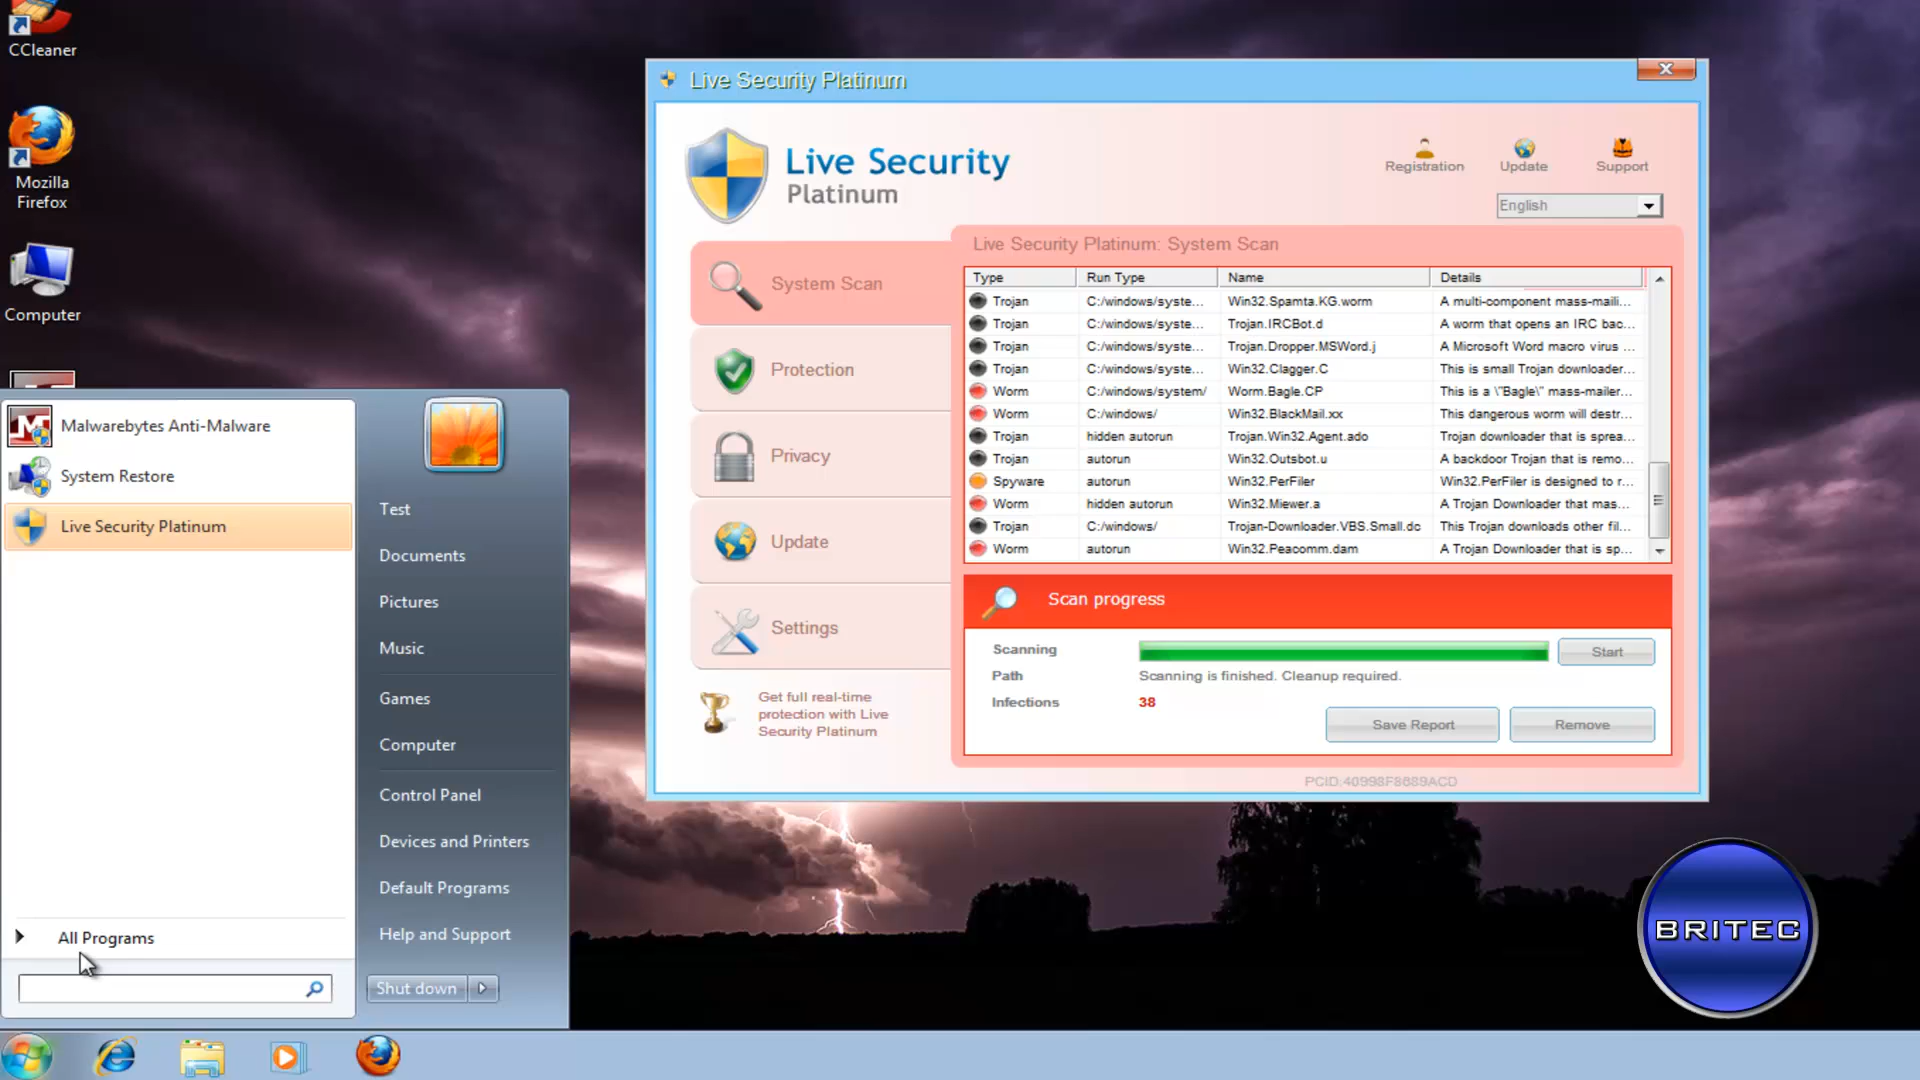 CCleaner
Mozilla
Firefox
Computer
Malwarebytes Anti-Malware
System Restore
Live Security Platinum
All Programs
Test
Documents
Pictures
Music
Games
Computer
Control Panel
Devices and Printers
Default Programs
Help and Support
Shut down
Live Security Platinum
Live Security
Platinum
Registration
Update
Support
English
System Scan
Protection
Privacy
Update
Settings
Get full real-time
protection with Live
Security Platinum
Live Security Platinum: System Scan
Type Run Type Name Details
Trojan C:/windows/syste... Win32.Spamta.KG.worm A multi-component mass-maili...
Trojan C:/windows/syste... Trojan.IRCBot.d A worm that opens an IRC bac...
Trojan C:/windows/syste... Trojan.Dropper.MSWord.j A Microsoft Word macro virus ...
Trojan C:/windows/syste... Win32.Clagger.C This is small Trojan downloader...
Worm C:/windows/system/ Worm.Bagle.CP This is a \"Bagle\" mass-mailer...
Worm C:/windows/ Win32.BlackMail.xx This dangerous worm will destr...
Trojan hidden autorun Trojan.Win32.Agent.ado Trojan downloader that is sprea...
Trojan autorun Win32.Outsbot.u A backdoor Trojan that is remo...
Spyware autorun Win32.PerFiler Win32.PerFiler is designed to r...
Worm hidden autorun Win32.Miewer.a A Trojan Downloader that mas...
Trojan C:/windows/ Trojan-Downloader.VBS.Small.dc This Trojan downloads other fil...
Worm autorun Win32.Peacomm.dam A Trojan Downloader that is sp...
Scan progress
Scanning
Start
Path Scanning is finished. Cleanup required.
Infections 38
Save Report
Remove
PCID:40998F8689ACD
BRITEC